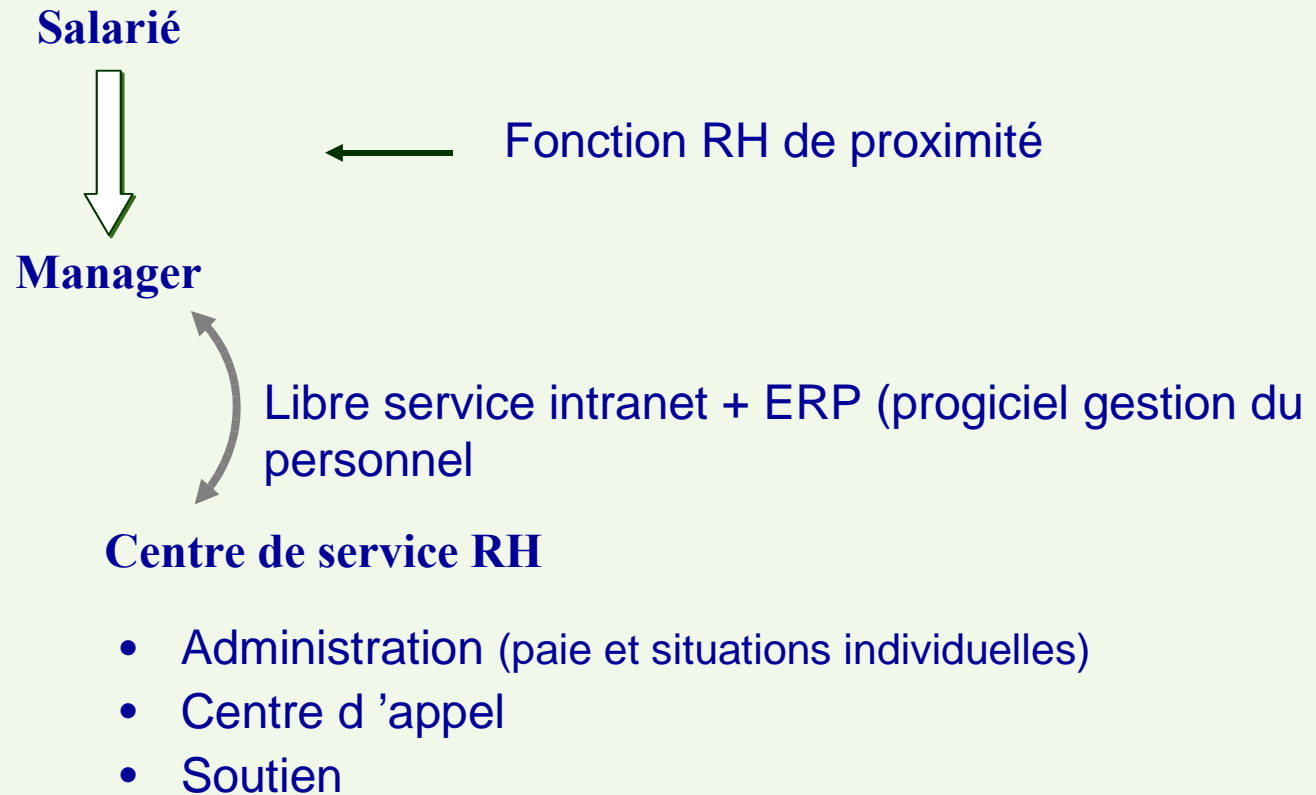 Salarié
Fonction RH de proximité
Manager
Libre service intranet + ERP (progiciel gestion du
personnel
Centre de service RH
• Administration (paie et situations individuelles)
• Centre d ’appel
• Soutien